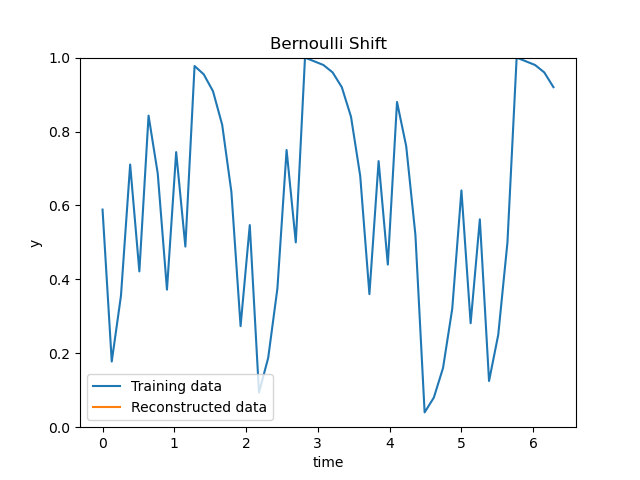 Bernoulli Shift
1.0
0.8
0.6
0.4
0.2
0.0
y
Training data
Reconstructed data
0 1 2 3 4 5 6
time